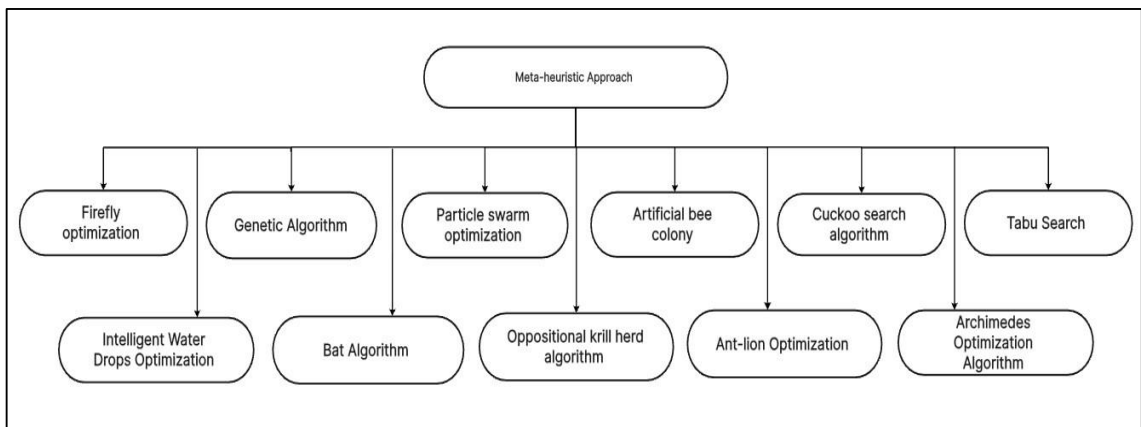 Meta-heuristic Approach
Firefly
optimization
Genetic Algorithm
Particle swarm
optimization
Artificial bee
colony
Cuckoo search
algorithm
Tabu Search
Intelligent Water
Drops Optimization
Bat Algorithm
Oppositional krill herd
algorithm
Ant-lion Optimization
Archimedes
Optimization
Algorithm